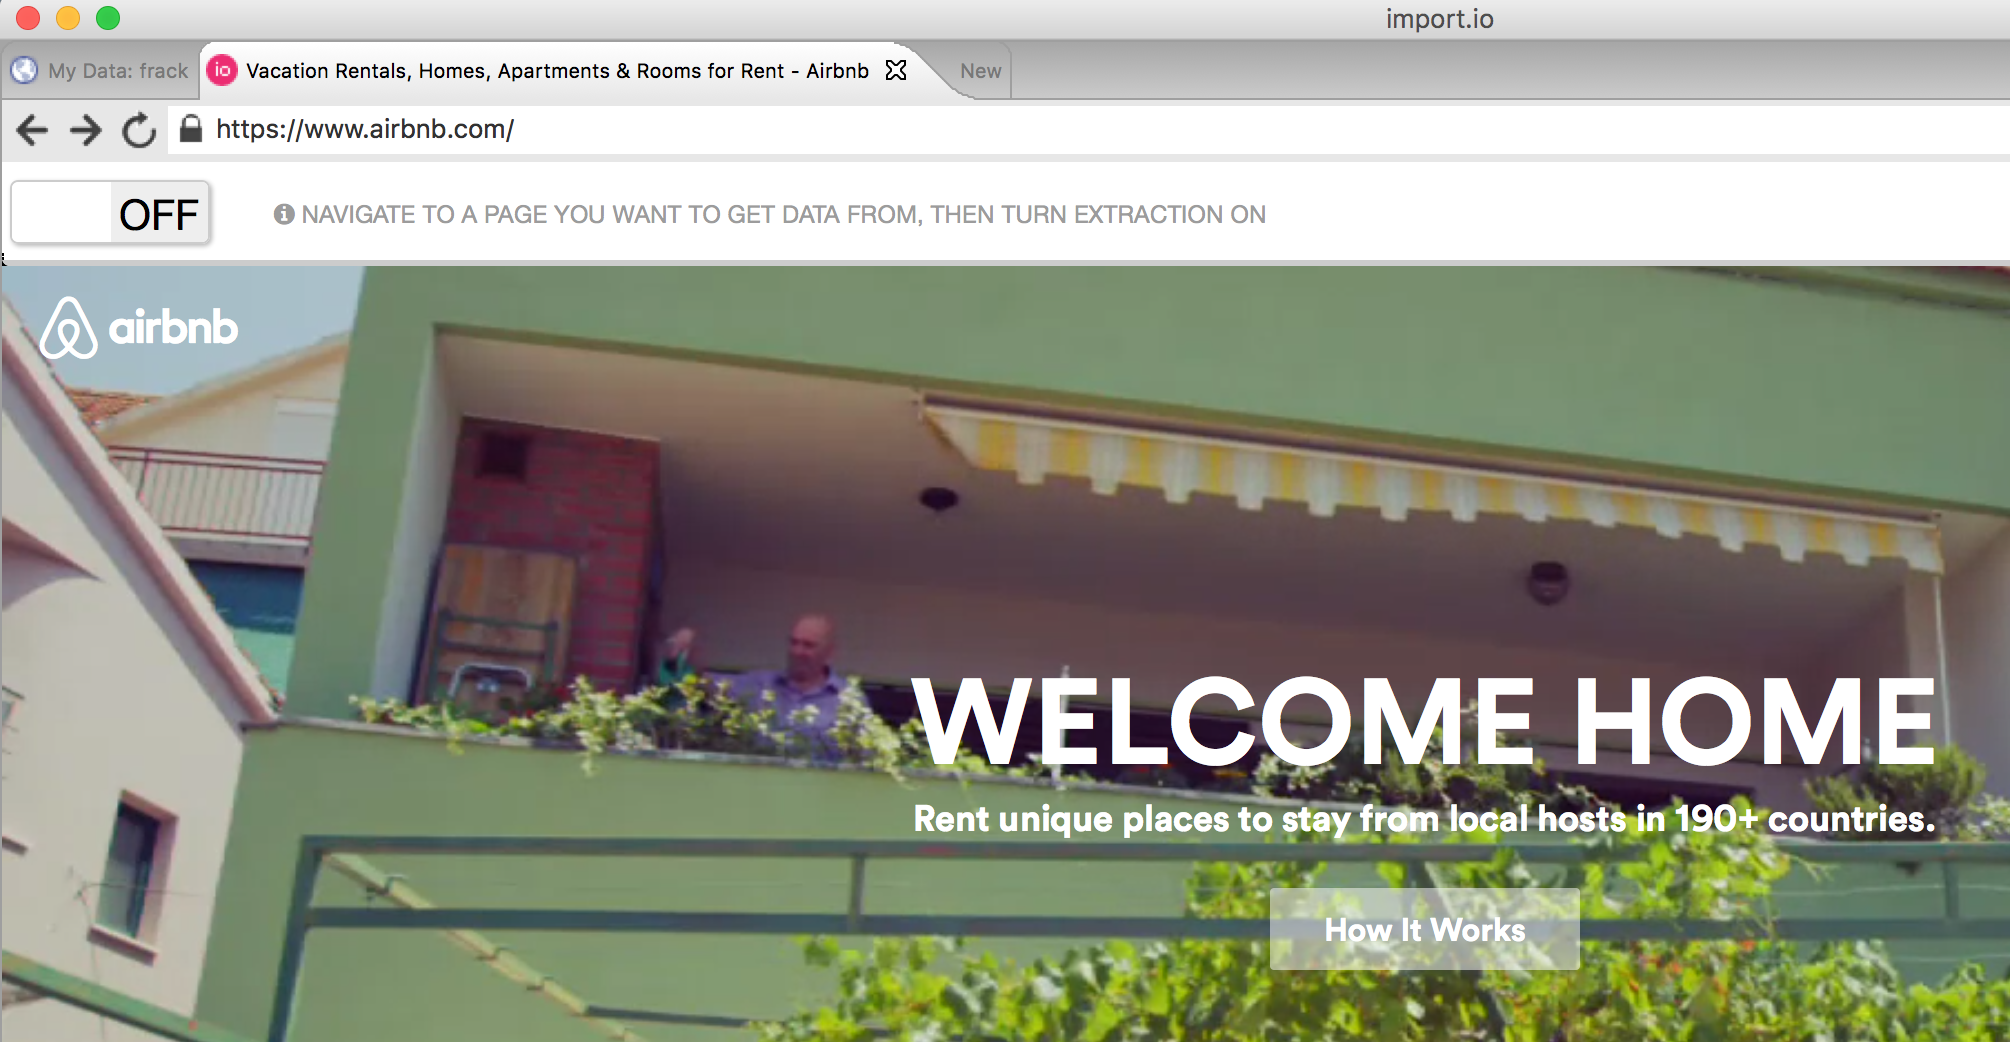 import.io
My Data: frack
io Vacation Rentals, Homes, Apartments & Rooms for Rent - Airbnb
New
https://www.airbnb.com/
OFF
NAVIGATE TO A PAGE YOU WANT TO GET DATA FROM, THEN TURN EXTRACTION ON
airbnb
WELCOME HOME
Rent unique places to stay from local hosts in 190+ countries.
How It Works